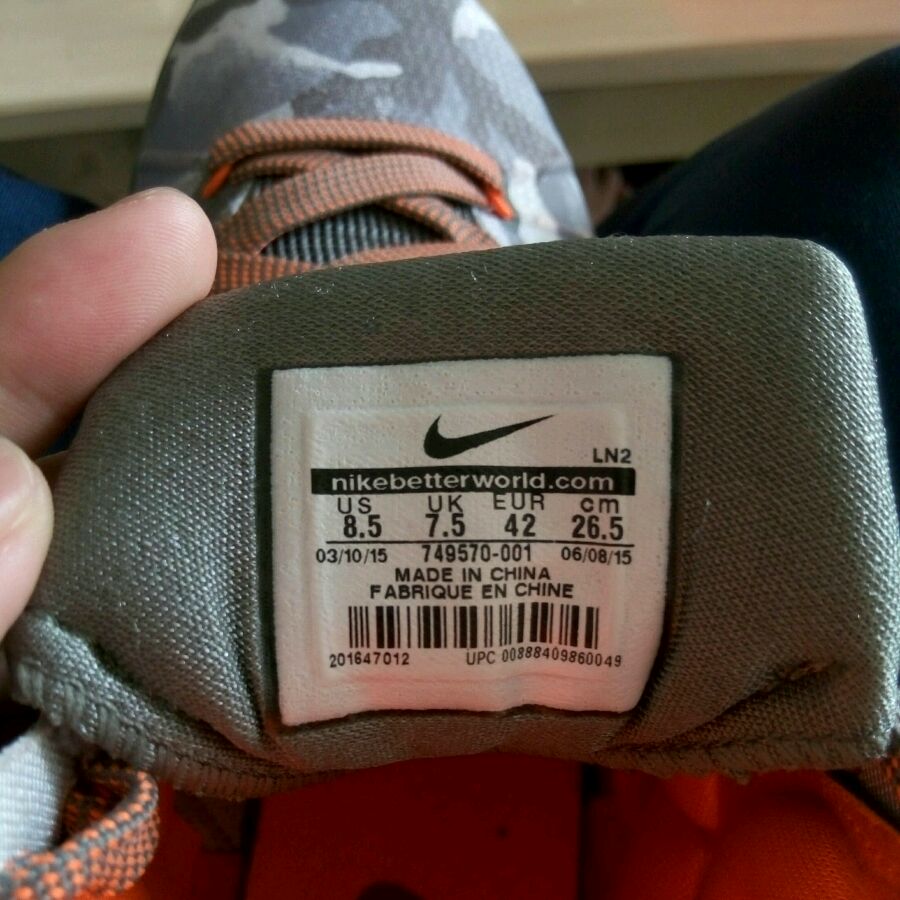 LN2
nikebetterworld.com
US UK EUR cm
8.5 7.5 42 26.5
03/10/15 749570-001 06/08/15
MADE IN CHINA
FABRIQUE EN CHINE
201647012 UPC 00888409860049